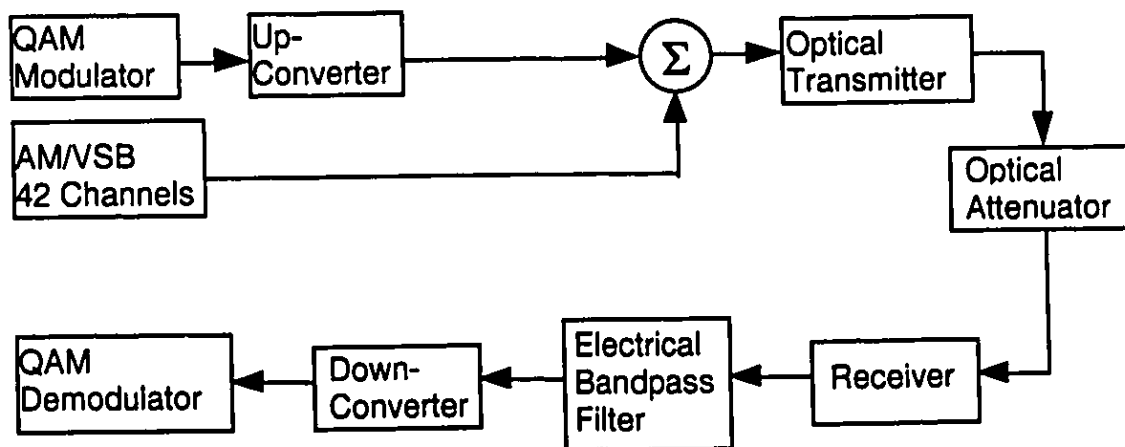 QAM
Modulator
Up-
Converter
Σ
Optical
Transmitter
AM/VSB
42 Channels
Optical
Attenuator
QAM
Demodulator
Down-
Converter
Electrical
Bandpass
Filter
Receiver